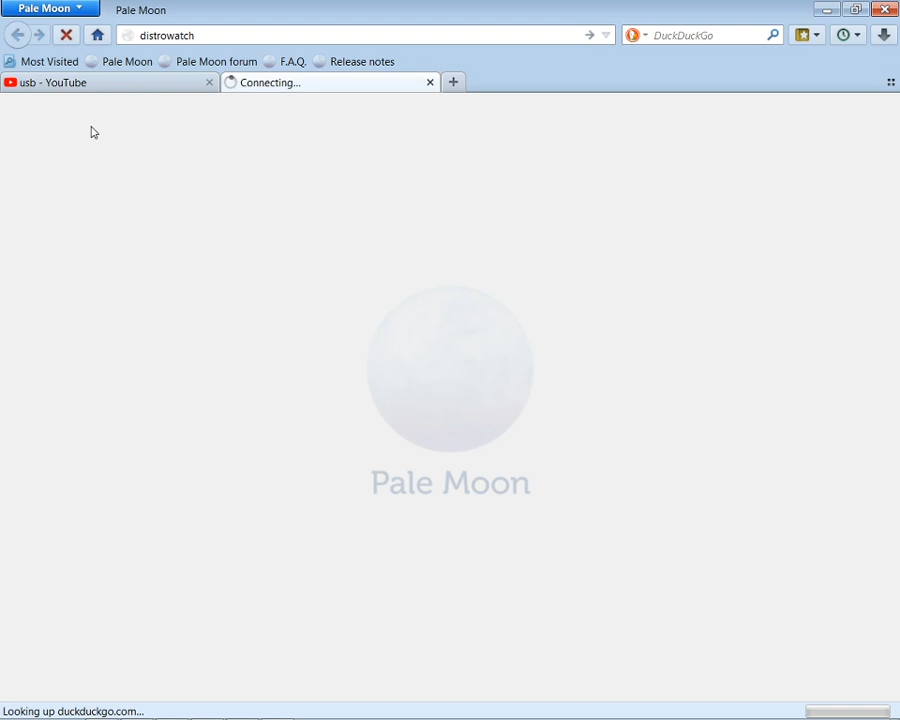 Pale Moon Pale Moon
distrowatch DuckDuckGo
Most Visited Pale Moon Pale Moon forum F.A.Q. Release notes
usb - YouTube Connecting...
Pale Moon
Looking up duckduckgo.com...